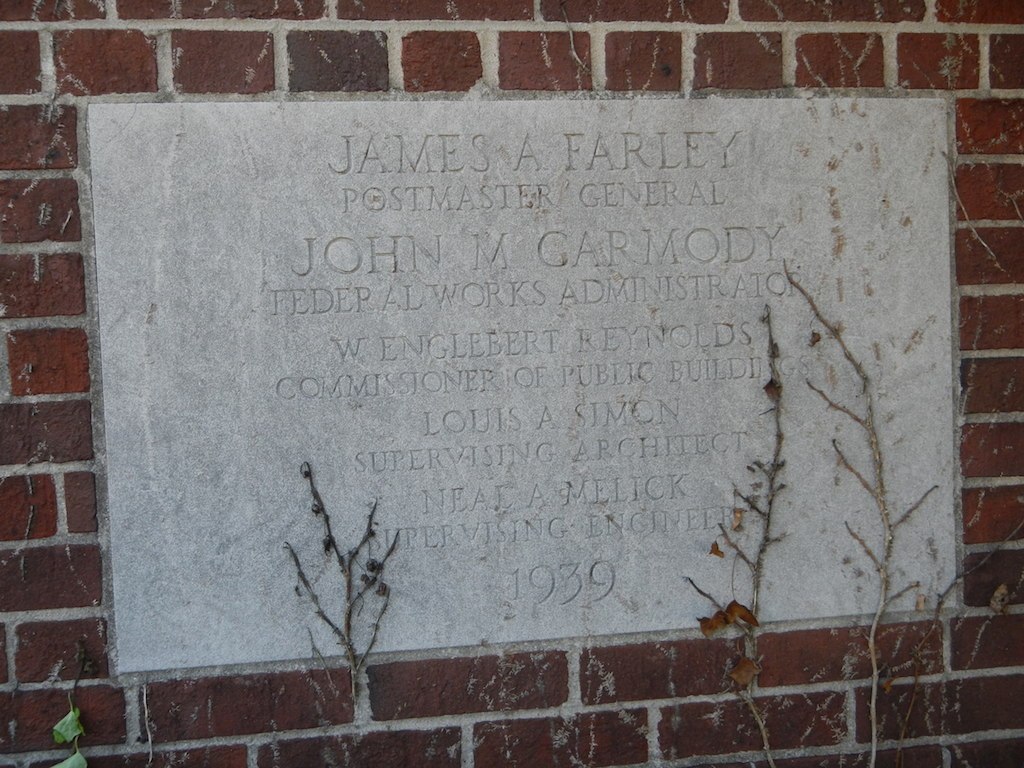 JAMES A FARLEY
POSTMASTER GENERAL
JOHN M CARMODY
FEDERAL WORKS ADMINISTRATOR
W ENGLEBERT REYNOLDS
COMMISSIONER OF PUBLIC BUILDINGS
LOUIS A SIMON
SUPERVISING ARCHITECT
NEAL A MELICK
SUPERVISING ENGINEER
1939